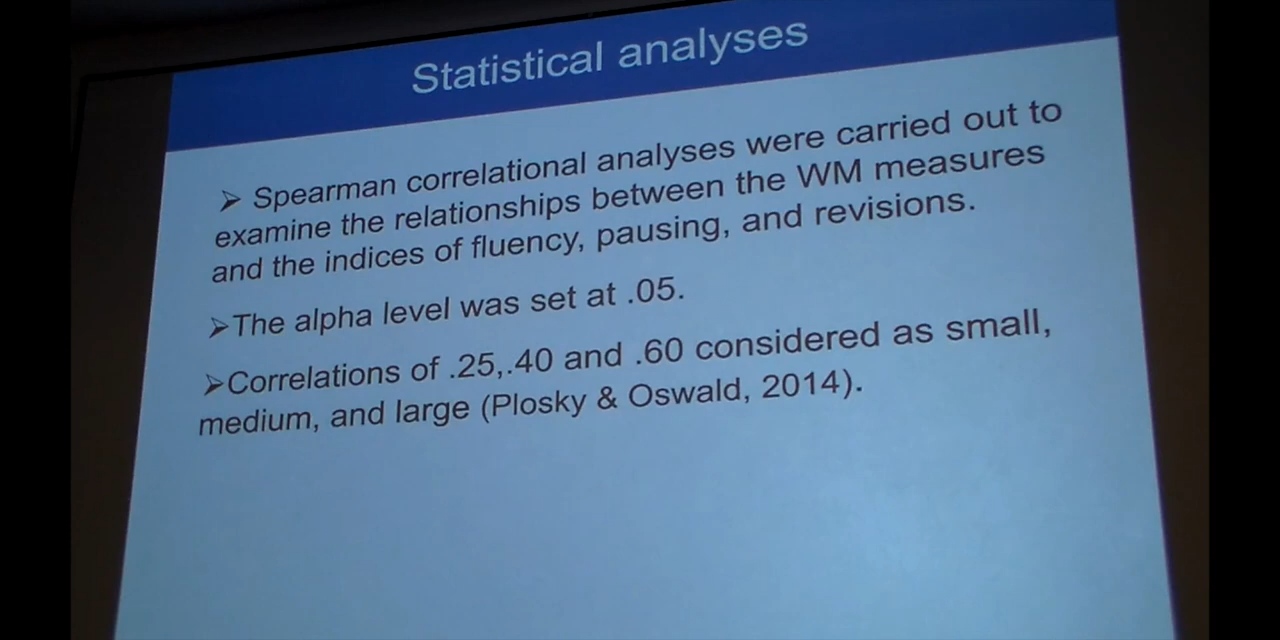 Statistical analyses
➢ Spearman correlational analyses were carried out to
examine the relationships between the WM measures
and the indices of fluency, pausing, and revisions.
➢The alpha level was set at .05.
➢Correlations of .25,.40 and .60 considered as small,
medium, and large (Plosky & Oswald, 2014).